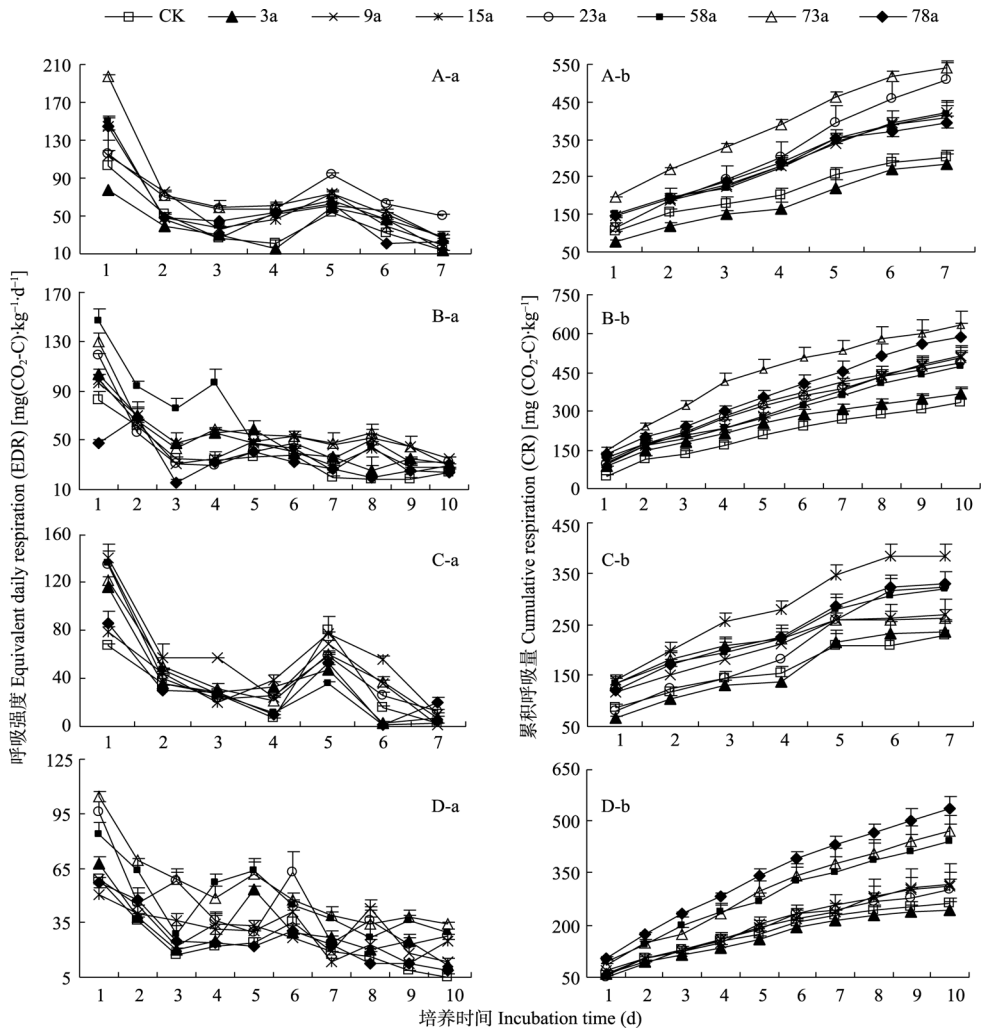 CK 3a 9a 15a 23a 58a 73a 78a
A-a
210
170
130
90
50
10
1 2 3 4 5 6 7
A-b
550
450
350
250
150
50
1 2 3 4 5 6 7
B-a
170
130
90
50
10
1 2 3 4 5 6 7 8 9 10
B-b
750
600
450
300
150
0
1 2 3 4 5 6 7 8 9 10
C-a
160
120
80
40
0
1 2 3 4 5 6 7
C-b
450
350
250
150
50
1 2 3 4 5 6 7
D-a
125
95
65
35
5
1 2 3 4 5 6 7 8 9 10
D-b
650
500
350
200
50
1 2 3 4 5 6 7 8 9 10
呼吸强度 Equivalent daily respiration (EDR) [mg(CO₂-C)·kg⁻¹·d⁻¹]
累积呼吸量 Cumulative respiration (CR) [mg (CO₂-C)·kg⁻¹]
培养时间 Incubation time (d)